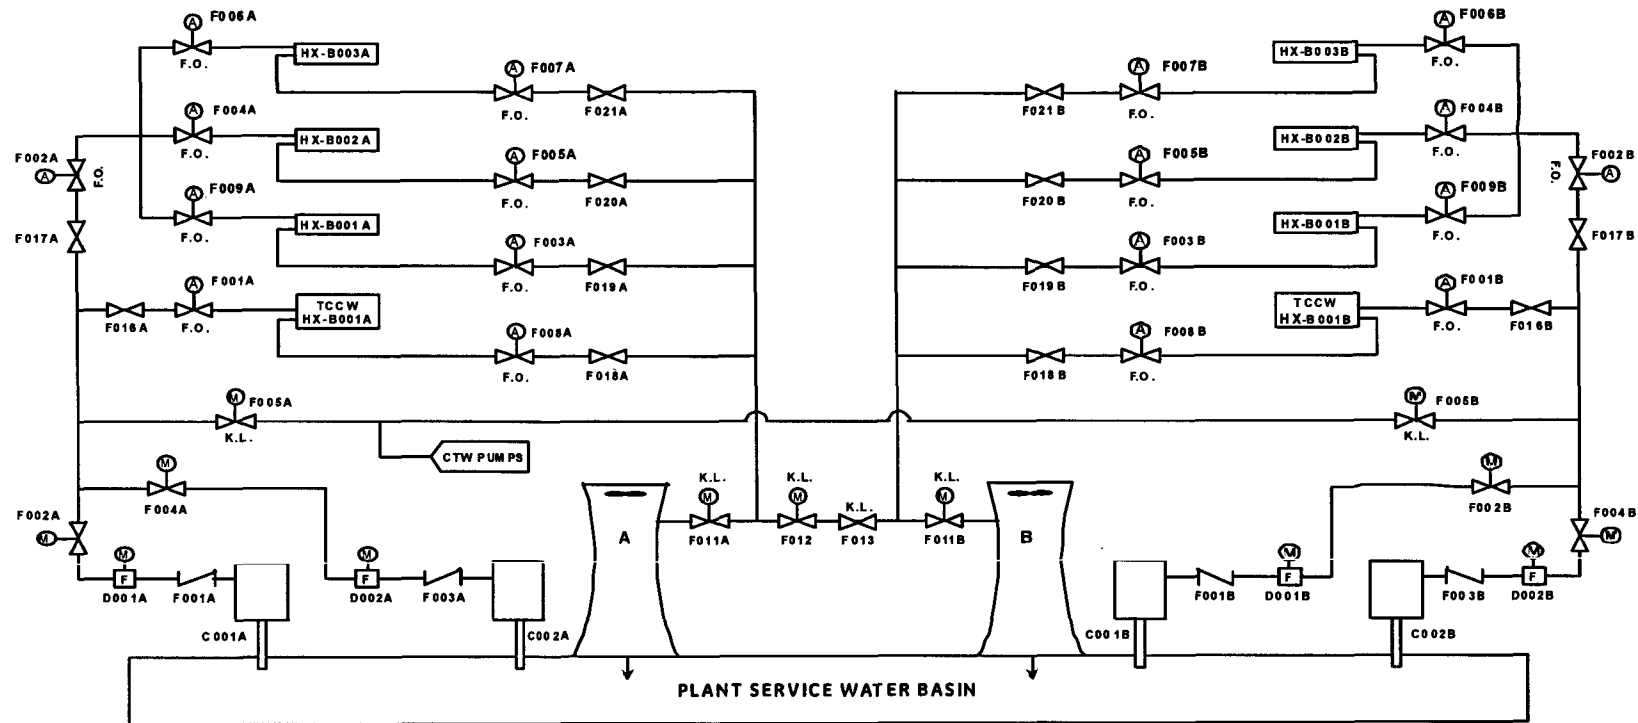 F006A
A
F.O.
HX-B003A
F007A
A
F.O.
F021A
F004A
A
F.O.
HX-B002A
F002A
A
F.O.
F005A
A
F.O.
F020A
F009A
A
F.O.
HX-B001A
F017A
F003A
A
F.O.
F019A
F001A
A
F016A
F.O.
TCCW
HX-B001A
F008A
A
F.O.
F018A
M
F005A
K.L.
CTW PUMPS
M
F004A
F002A
M
M
F
D001A
F001A
C001A
M
F
D002A
F003A
C002A
A
K.L.
M
F011A
K.L.
M
F012
K.L.
F013
K.L.
M
F011B
B
F006B
A
F.O.
HX-B003B
F007B
A
F.O.
F021B
F004B
A
F.O.
HX-B002B
F002B
A
F.O.
F005B
A
F.O.
F020B
F009B
A
F.O.
HX-B001B
F017B
F003B
A
F.O.
F019B
F001B
A
F.O.
F016B
TCCW
HX-B001B
F008B
A
F.O.
F018B
M
F005B
K.L.
M
F002B
F004B
M
C001B
F001B
M
F
D001B
C002B
F003B
M
F
D002B
PLANT SERVICE WATER BASIN